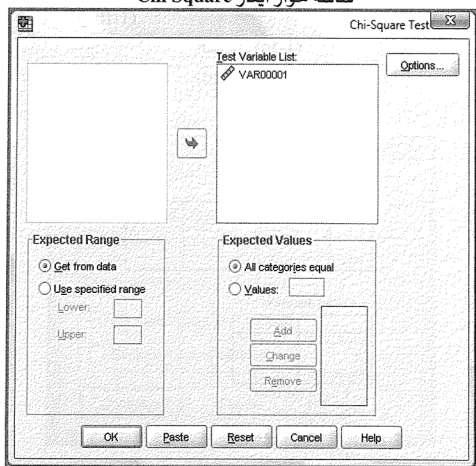 Chi-Square Test
Test Variable List:
VAR00001
Options...
Expected Range
Get from data
Use specified range
Lower:
Upper:
Expected Values
All categories equal
Values:
Add
Change
Remove
OK
Paste
Reset
Cancel
Help